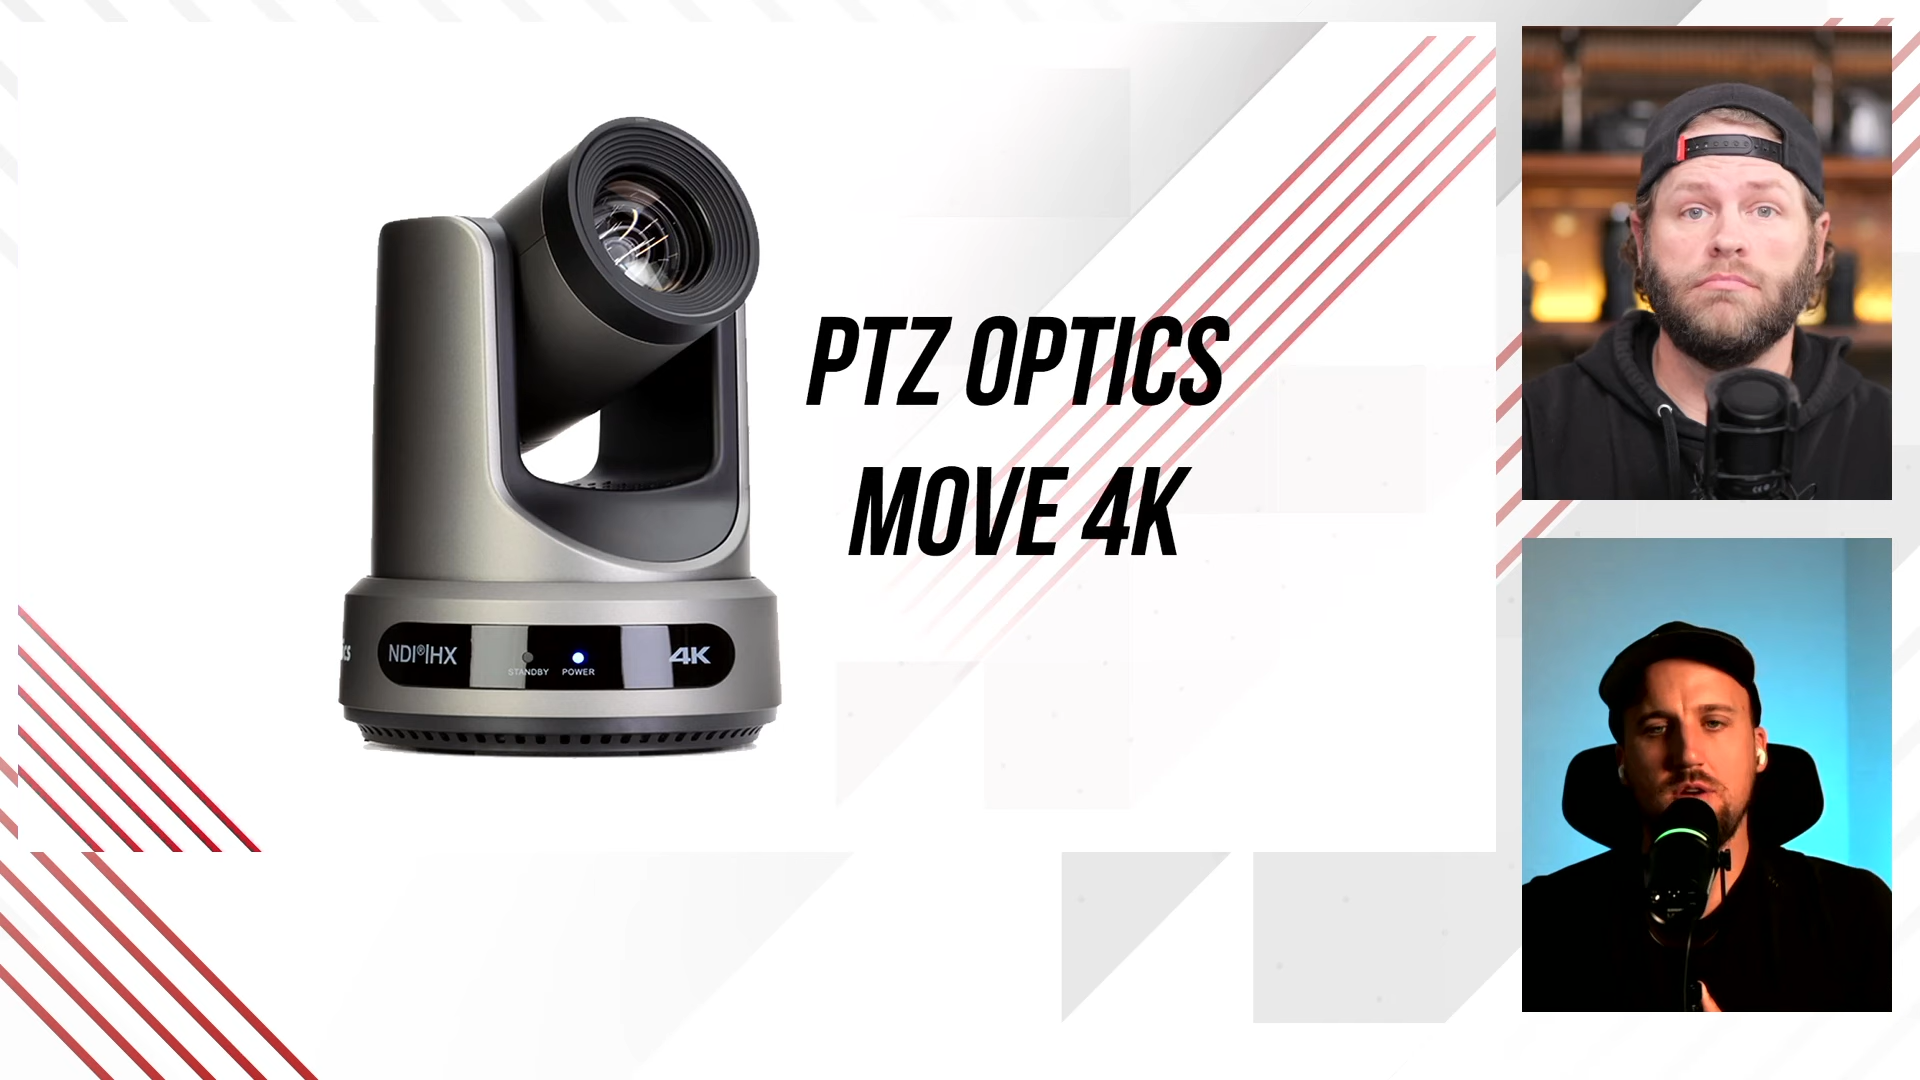 PTZ OPTICS
MOVE 4K
NDI®|HX
STANDBY
POWER
4K